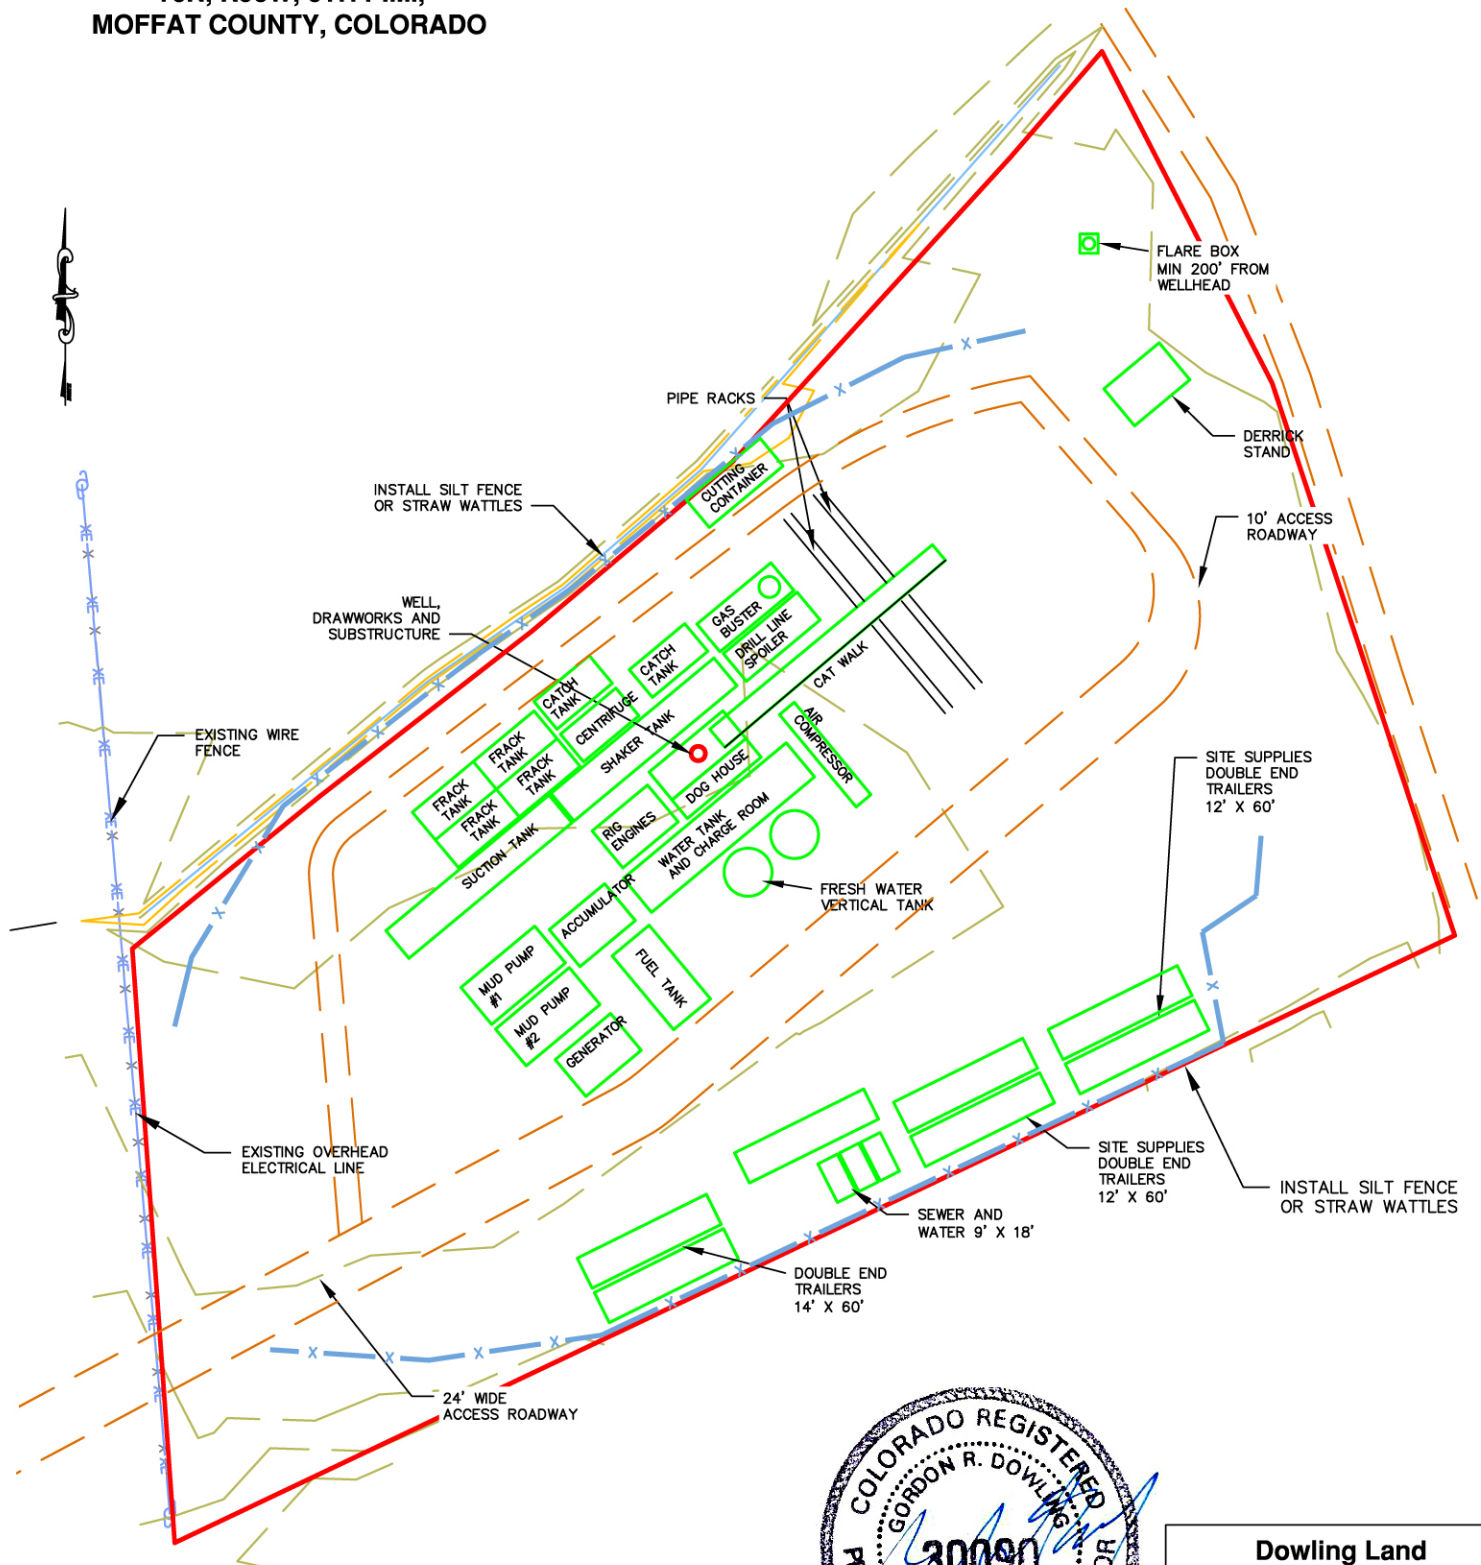 MOFFAT COUNTY, COLORADO
FLARE BOX
MIN 200' FROM
WELLHEAD
PIPE RACKS
DERRICK
STAND
CUTTING
CONTAINER
INSTALL SILT FENCE
OR STRAW WATTLES
10' ACCESS
ROADWAY
WELL,
DRAWWORKS AND
SUBSTRUCTURE
GAS
BUSTER
DRILL LINE
SPOILER
CATCH
TANK
CAT WALK
CATCH
TANK
CENTRIFUGE
SHAKER TANK
AIR
COMPRESSOR
EXISTING WIRE
FENCE
FRACK
TANK
FRACK
TANK
FRACK
TANK
FRACK
TANK
DOG HOUSE
SITE SUPPLIES
DOUBLE END
TRAILERS
12' X 60'
RIG
ENGINES
WATER TANK
AND CHARGE ROOM
SUCTION TANK
FRESH WATER
VERTICAL TANK
ACCUMULATOR
MUD PUMP
#1
FUEL TANK
MUD PUMP
#2
GENERATOR
EXISTING OVERHEAD
ELECTRICAL LINE
SITE SUPPLIES
DOUBLE END
TRAILERS
12' X 60'
INSTALL SILT FENCE
OR STRAW WATTLES
SEWER AND
WATER 9' X 18'
DOUBLE END
TRAILERS
14' X 60'
24' WIDE
ACCESS ROADWAY
COLORADO REGISTERED
GORDON R. DOWLING
30090
Dowling Land